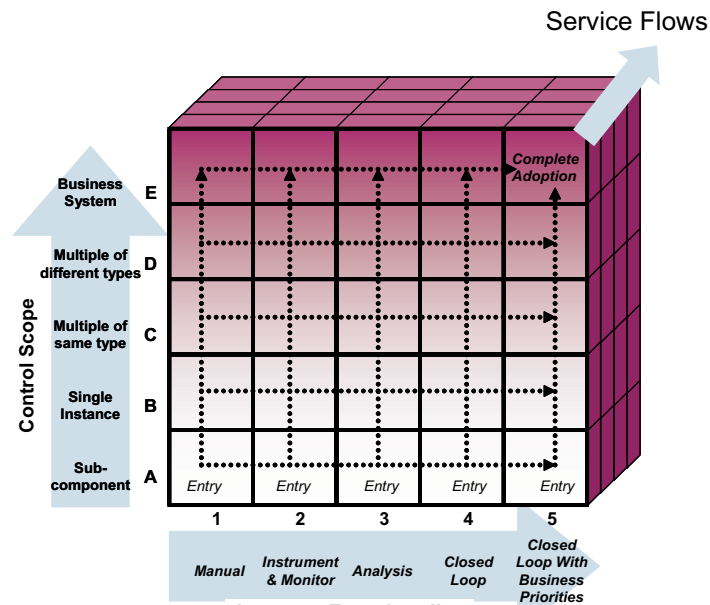 Service Flows
Control Scope
Business
System
E
Complete
Adoption
Multiple of
different types
D
Multiple of
same type
C
Single
Instance
B
Sub-
component
A
Entry
Entry
Entry
Entry
Entry
1
2
3
4
5
Manual
Instrument
& Monitor
Analysis
Closed
Loop
Closed
Loop With
Business
Priorities